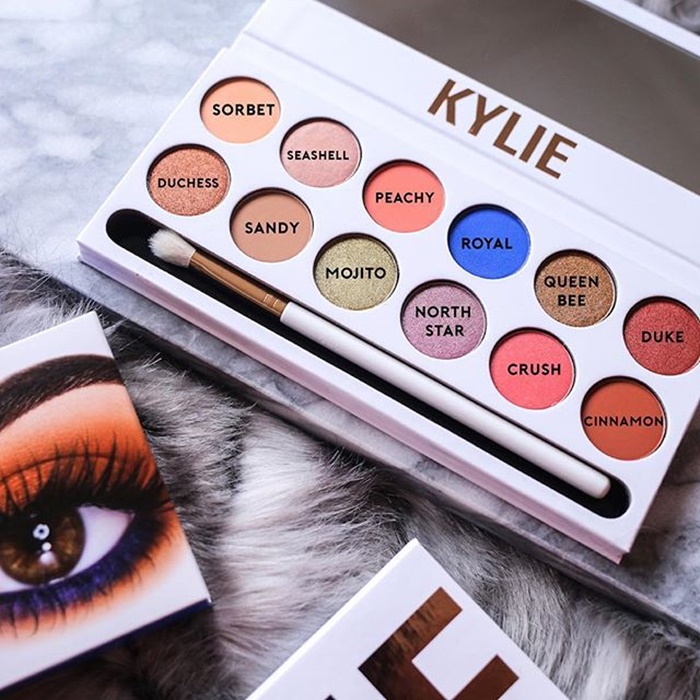 KYLIE
SORBET
SEASHELL
PEACHY
ROYAL
QUEEN
BEE
DUKE
DUCHESS
SANDY
MOJITO
NORTH
STAR
CRUSH
CINNAMON